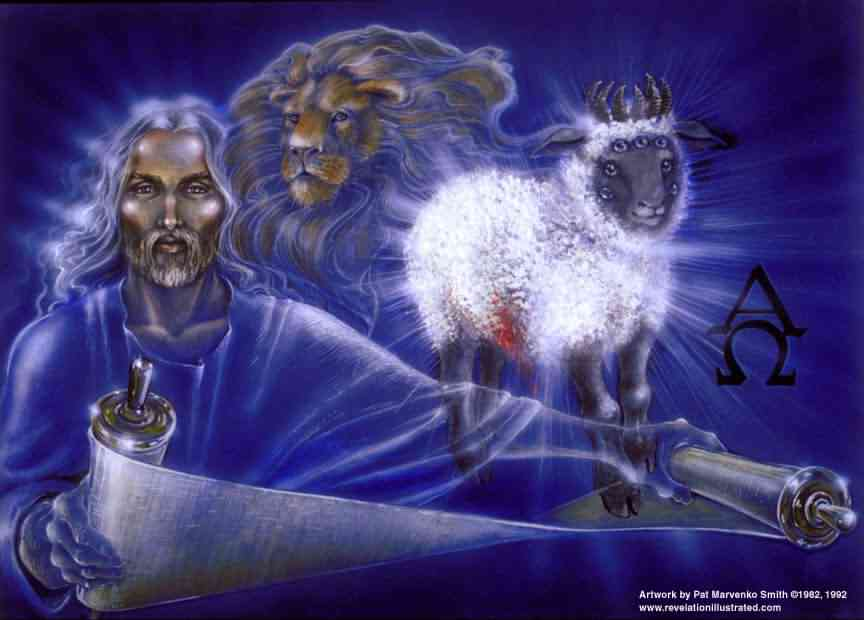 Α
Ω
Artwork by Pat Marvenko Smith ©1982, 1992
www.revelationillustrated.com